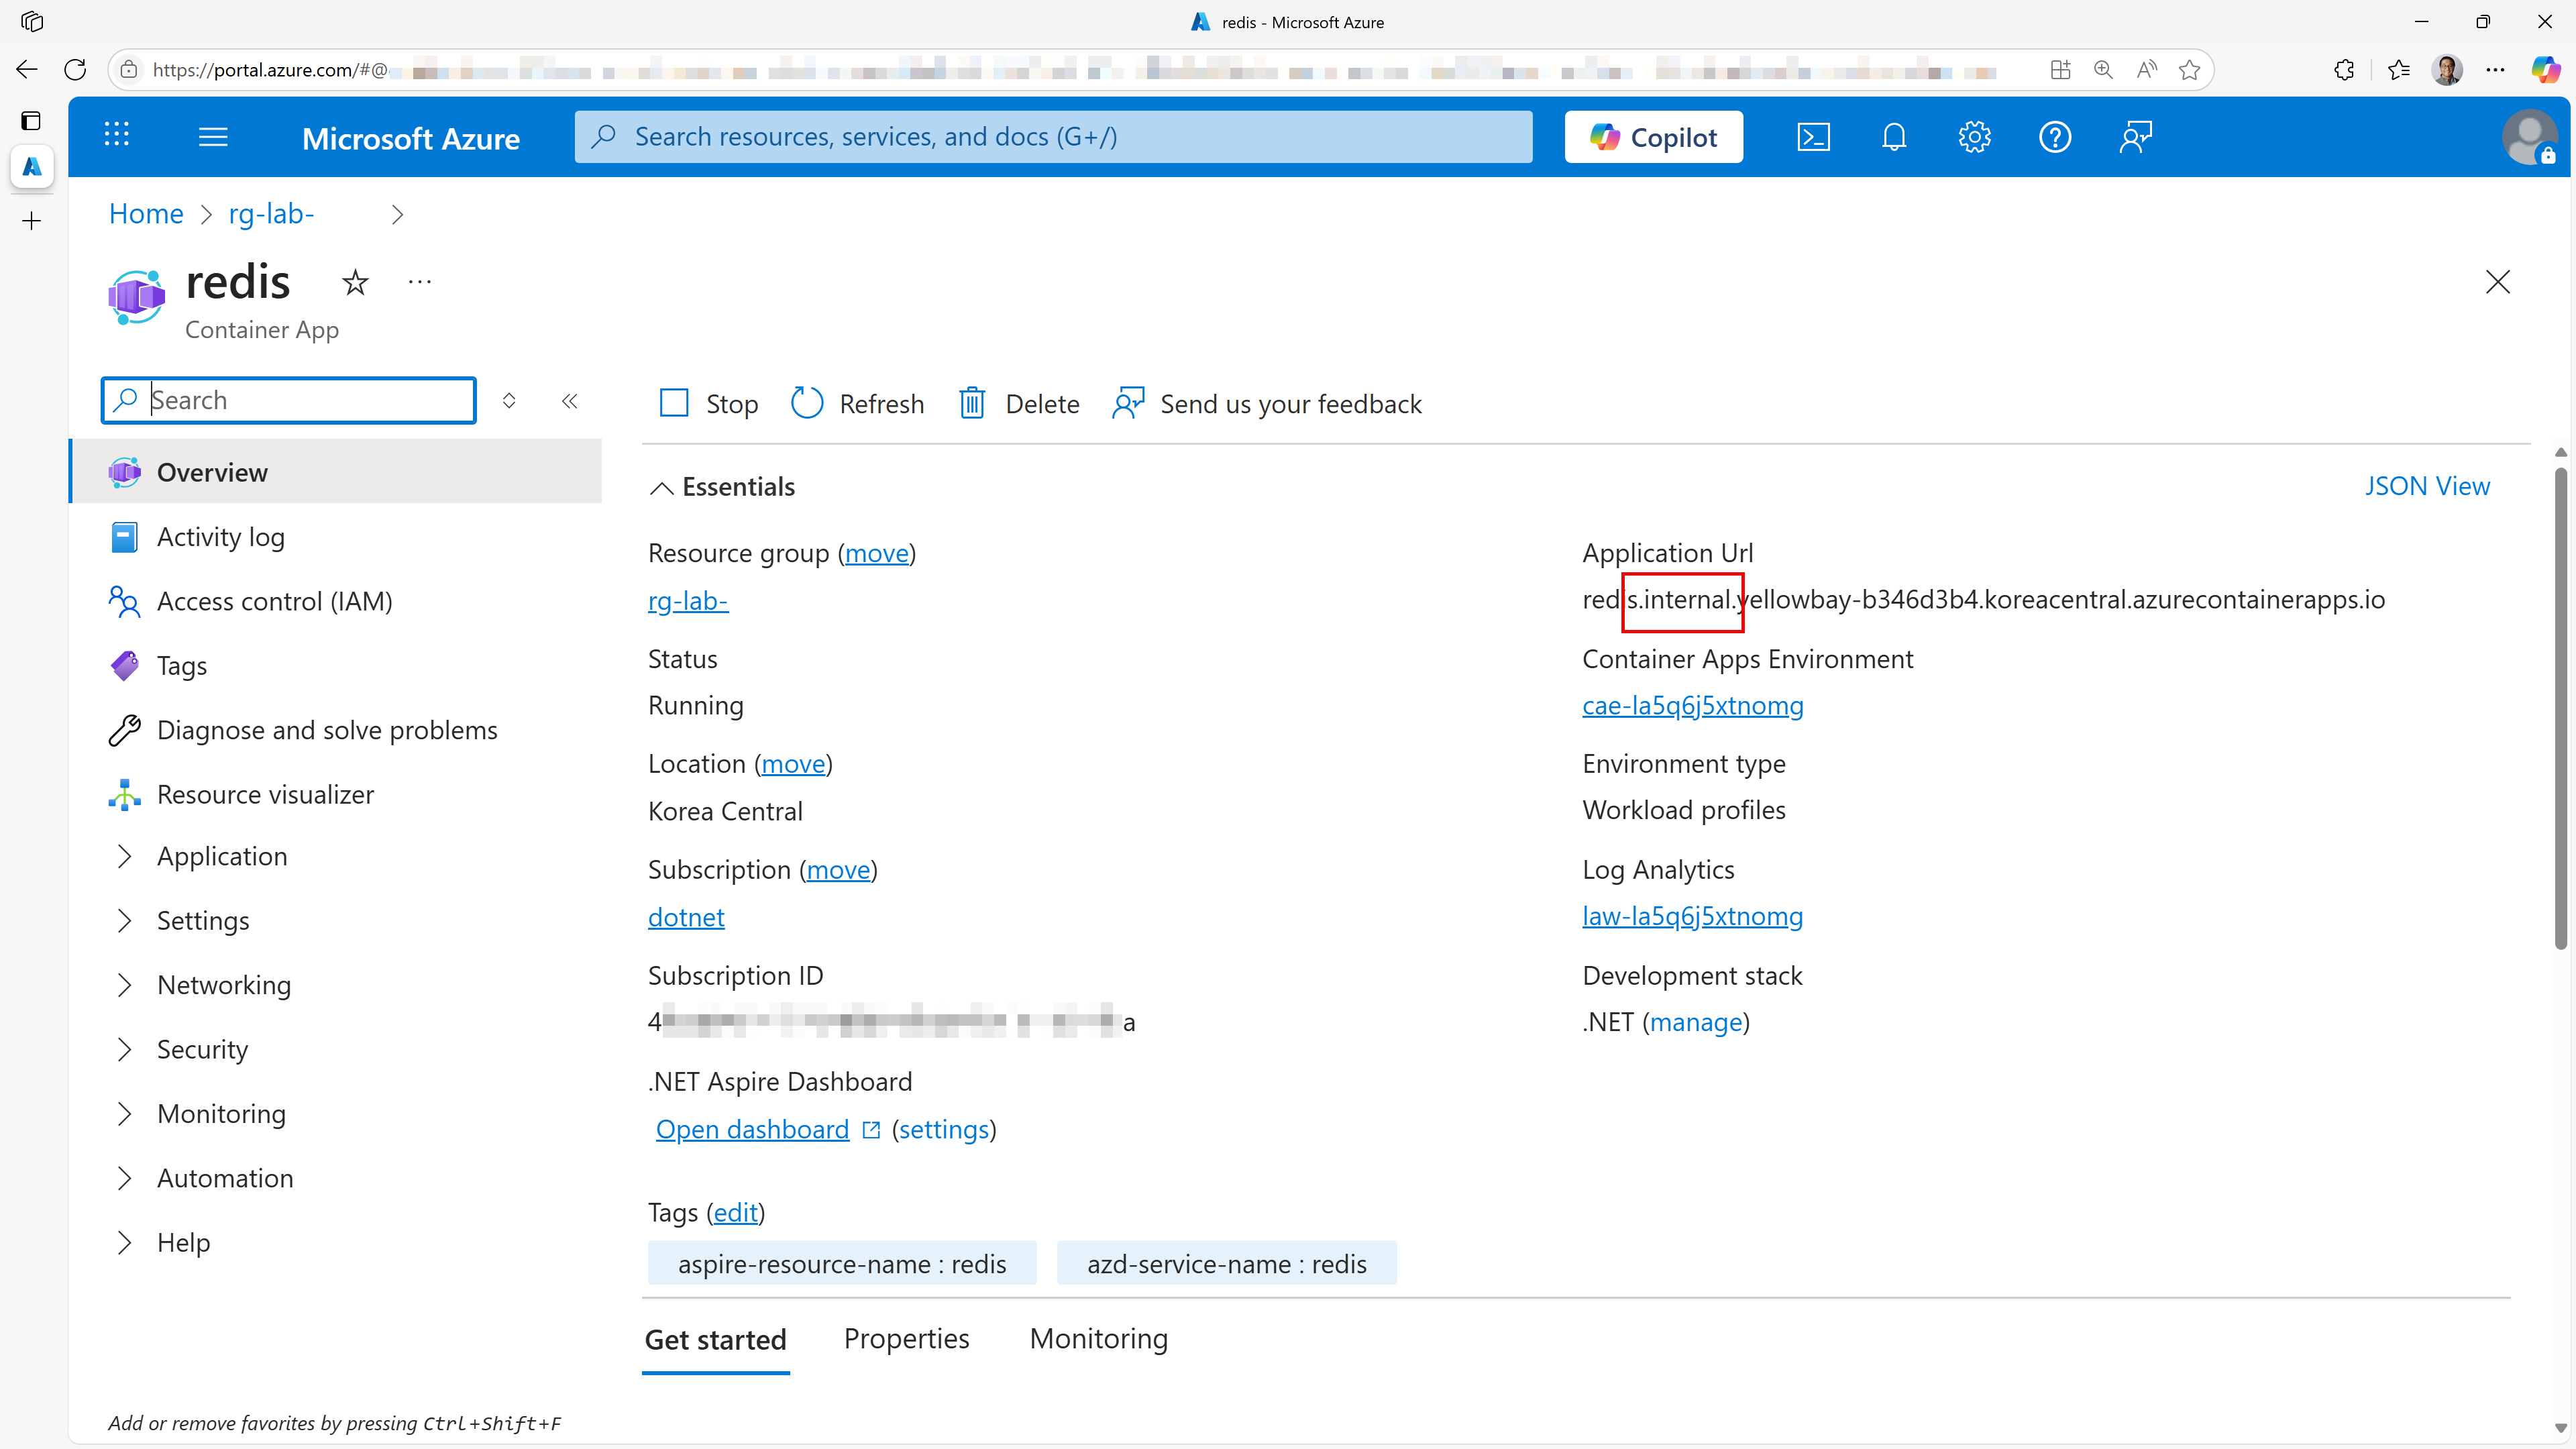 redis - Microsoft Azure
https://portal.azure.com/#@
Microsoft Azure
Search resources, services, and docs (G+/)
Copilot
Home > rg-lab- >
redis
Container App
Search
Stop
Refresh
Delete
Send us your feedback
Overview
Activity log
Access control (IAM)
Tags
Diagnose and solve problems
Resource visualizer
Application
Settings
Networking
Security
Monitoring
Automation
Help
Add or remove favorites by pressing Ctrl+Shift+F
Essentials
JSON View
Resource group (move)
rg-lab-
Status
Running
Location (move)
Korea Central
Subscription (move)
dotnet
Subscription ID
4 a
.NET Aspire Dashboard
Open dashboard (settings)
Application Url
redis.internal.yellowbay-b346d3b4.koreacentral.azurecontainerapps.io
Container Apps Environment
cae-la5q6j5xtnomg
Environment type
Workload profiles
Log Analytics
law-la5q6j5xtnomg
Development stack
.NET (manage)
Tags (edit)
aspire-resource-name : redis
azd-service-name : redis
Get started
Properties
Monitoring